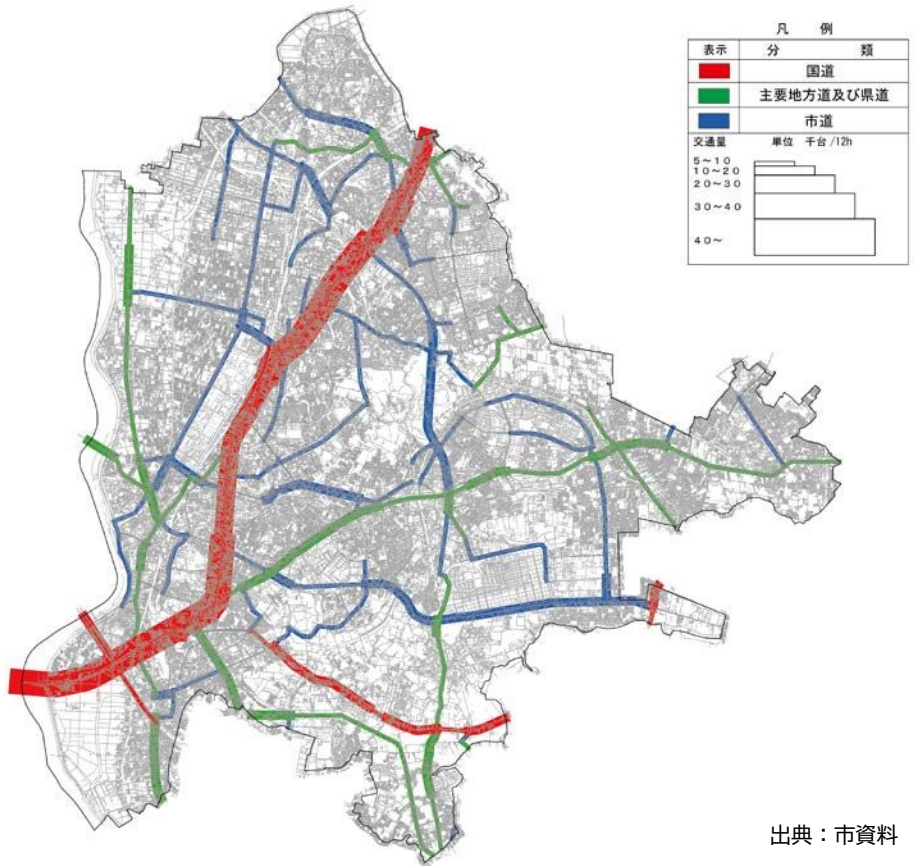 凡 例
表示 分 類
国道
主要地方道及び県道
市道
交通量 単位 千台/12h
5~10
10~20
20~30
30~40
40~
出典:市資料